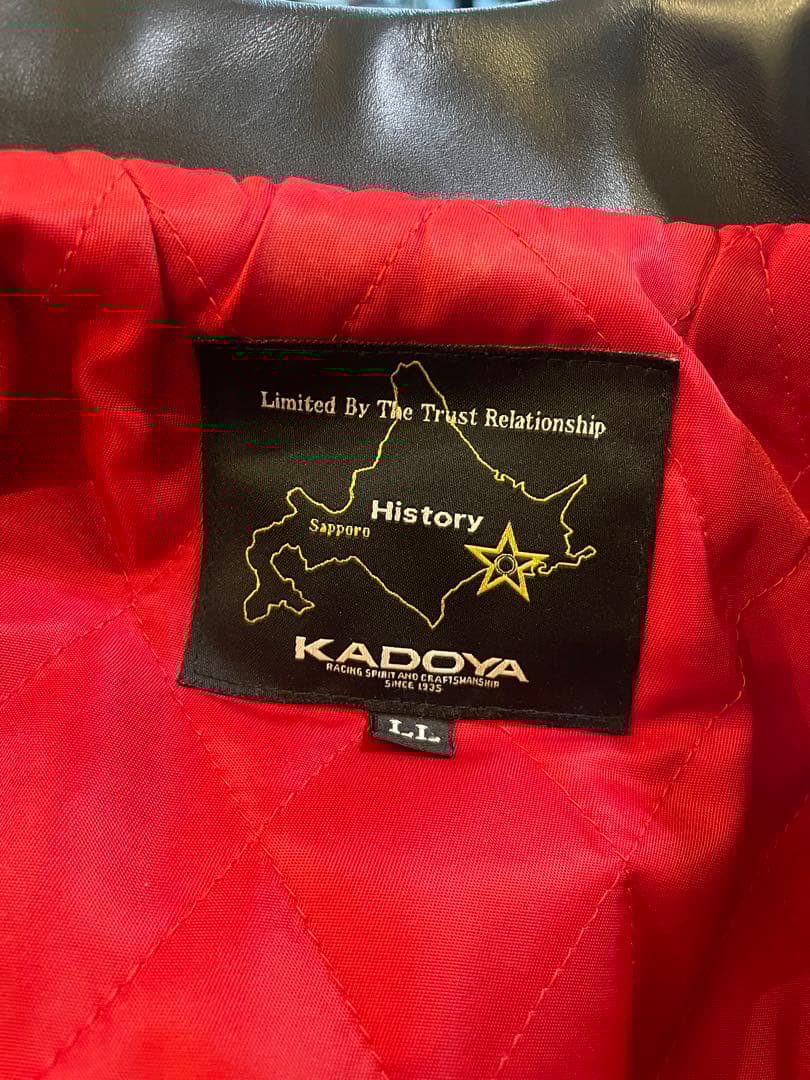 Limited By The Trust Relationship
History
Sapporo
KADOYA
RACING SPIRIT AND CRAFTSMANSHIP
SINCE 1935
LL